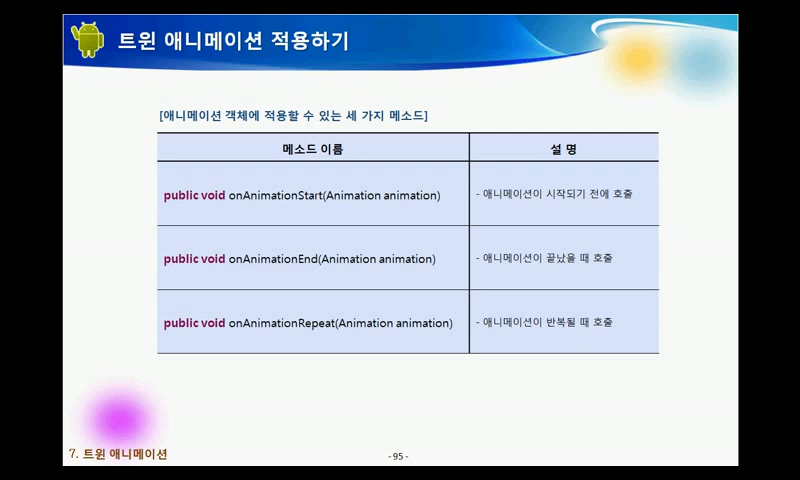 트윈 애니메이션 적용하기
[애니메이션 객체에 적용할 수 있는 세 가지 메소드]
메소드 이름 설 명
public void onAnimationStart(Animation animation) - 애니메이션이 시작되기 전에 호출
public void onAnimationEnd(Animation animation) - 애니메이션이 끝났을 때 호출
public void onAnimationRepeat(Animation animation) - 애니메이션이 반복될 때 호출
7. 트윈 애니메이션
- 95 -